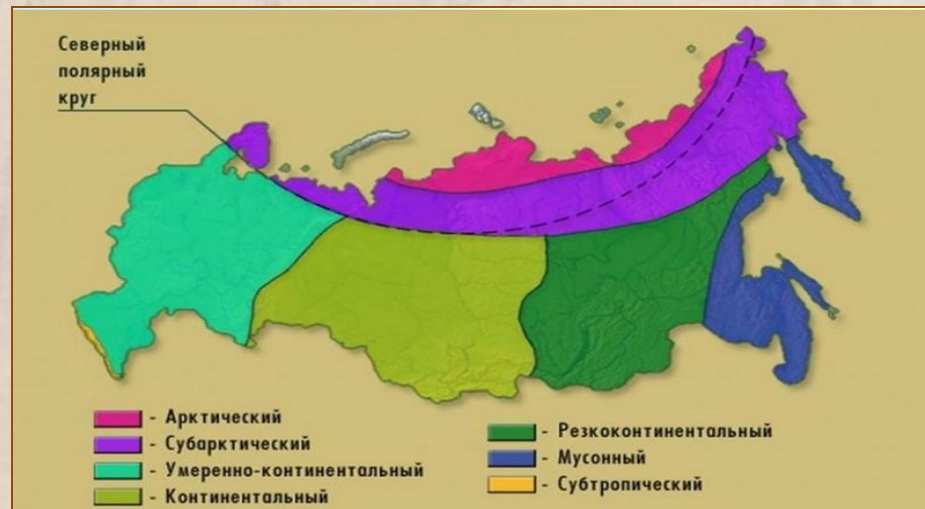 Северный
полярный
круг
- Арктический
- Субарктический
- Умеренно-континентальный
- Континентальный
- Резкоконтинентальный
- Мусонный
- Субтропический